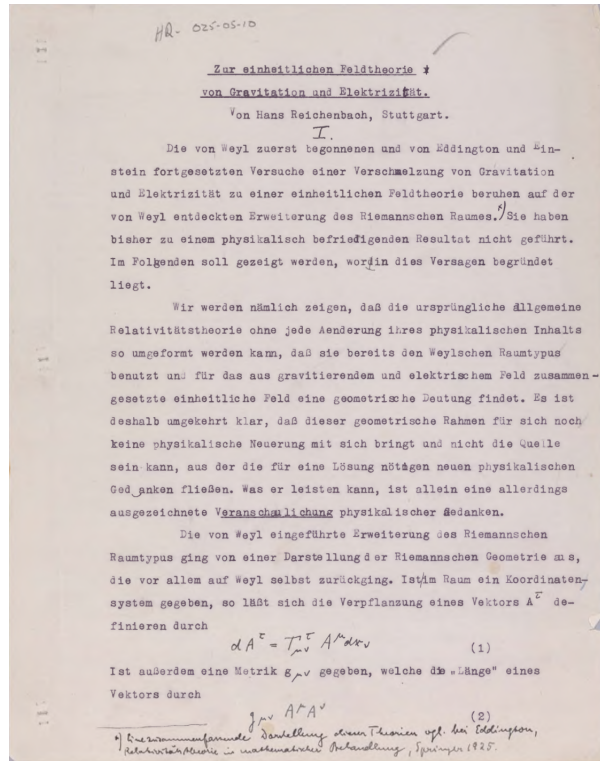 HR- 025-05-10
Zur einheitlichen Feldtheorie *
von Gravitation und Elektrizität.
Von Hans Reichenbach, Stuttgart.
I.
Die von Weyl zuerst begonnenen und von Eddington und Ein-
stein fortgesetzten Versuche einer Verschmelzung von Gravitation
und Elektrizität zu einer einheitlichen Feldtheorie beruhen auf der
von Weyl entdeckten Erweiterung des Riemannschen Raumes.*) Sie haben
bisher zu einem physikalisch befriedigenden Resultat nicht geführt.
Im Folgenden soll gezeigt werden, worin dies Versagen begründet
liegt.
Wir werden nämlich zeigen, daß die ursprüngliche allgemeine
Relativitätstheorie ohne jede Aenderung ihres physikalischen Inhalts
so umgeformt werden kann, daß sie bereits den Weylschen Raumtypus
benutzt und für das aus gravitierendem und elektrischem Feld zusammen-
gesetzte einheitliche Feld eine geometrische Deutung findet. Es ist
deshalb umgekehrt klar, daß dieser geometrische Rahmen für sich noch
keine physikalische Neuerung mit sich bringt und nicht die Quelle
sein kann, aus der die für eine Lösung nötigen neuen physikalischen
Gedanken fließen. Was er leisten kann, ist allein eine allerdings
ausgezeichnete Veranschaulichung physikalischer Gedanken.
Die von Weyl eingeführte Erweiterung des Riemannschen
Raumtypus ging von einer Darstellung der Riemannschen Geometrie aus,
die vor allem auf Weyl selbst zurückging. Ist im Raum ein Koordinaten-
system gegeben, so läßt sich die Verpflanzung eines Vektors A^τ de-
finieren durch
dA^τ = Γ^τ_μν A^μ dx_ν (1)
Ist außerdem eine Metrik g_μν gegeben, welche die „Länge" eines
Vektors durch
g_μν A^μ A^ν (2)
*) Eine zusammenfassende Darstellung dieser Theorien vgl. bei Eddington,
Relativitätstheorie in mathematischer Behandlung, Springer 1925.